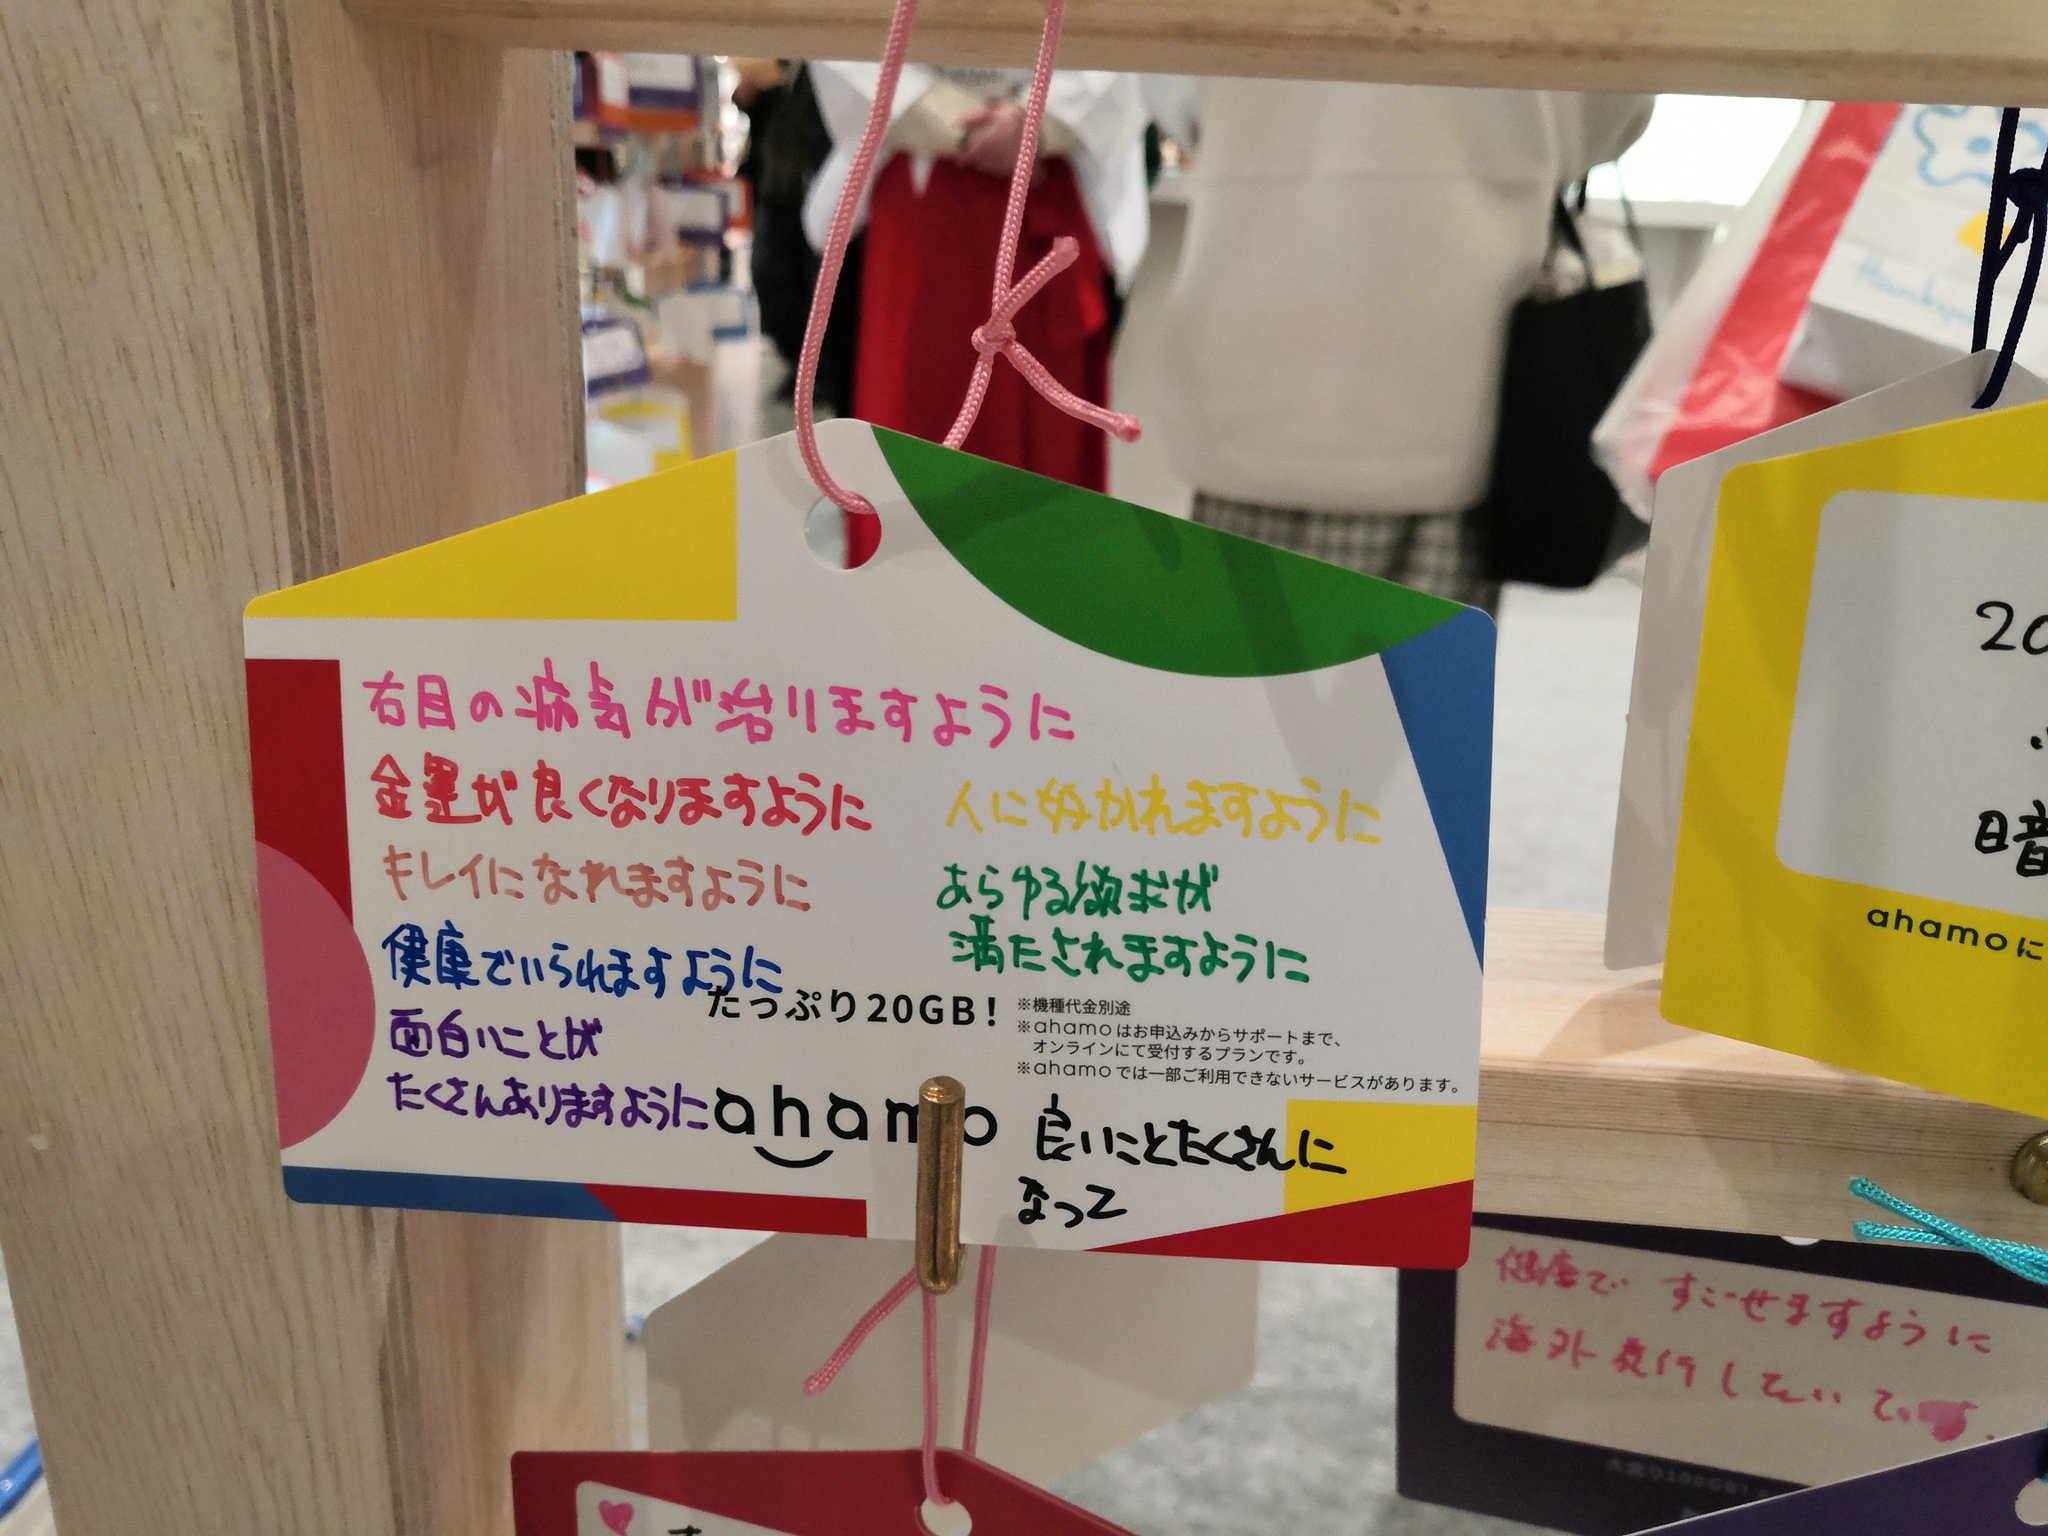 右目の病気が治りますように
金運が良くなりますように
人に好かれますように
キレイになれますように
あらゆる欲求が
満たされますように
健康でいられますように
面白いことが
たくさんありますように
たっぷり20GB!
※機種代金別途
※ahamoはお申込みからサポートまで、
オンラインにて受付するプランです。
※ahamoでは一部ご利用できないサービスがあります。
ahamo
良いことたくさんに
なって
20
暗
ahamoに
健康で すごせますように
海外旅行